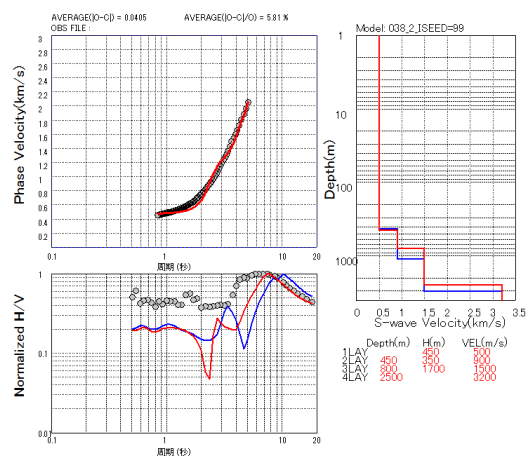 AVERAGE(|O-C|) = 0.0405 AVERAGE(|O-C|/O) = 5.81 %
OBS FILE :
Model: 038_2_ISEED=99
Phase Velocity(km/s)
3
2.8
2.6
2.4
2.2
2
1.8
1.6
1.4
1.2
1
0.8
0.6
0.4
0.2
0.1 1 10 20
周期 (秒)
Normalized H/V
1
0.1
0.01
0.1 1 10 20
周期 (秒)
Depth(m)
1
10
100
1000
0 0.5 1 1.5 2 2.5 3 3.5
S-wave Velocity(km/s)
Depth(m) H(m) VEL(m/s)
1LAY 450 500
2LAY 450 350 900
3LAY 800 1700 1500
4LAY 2500 3200